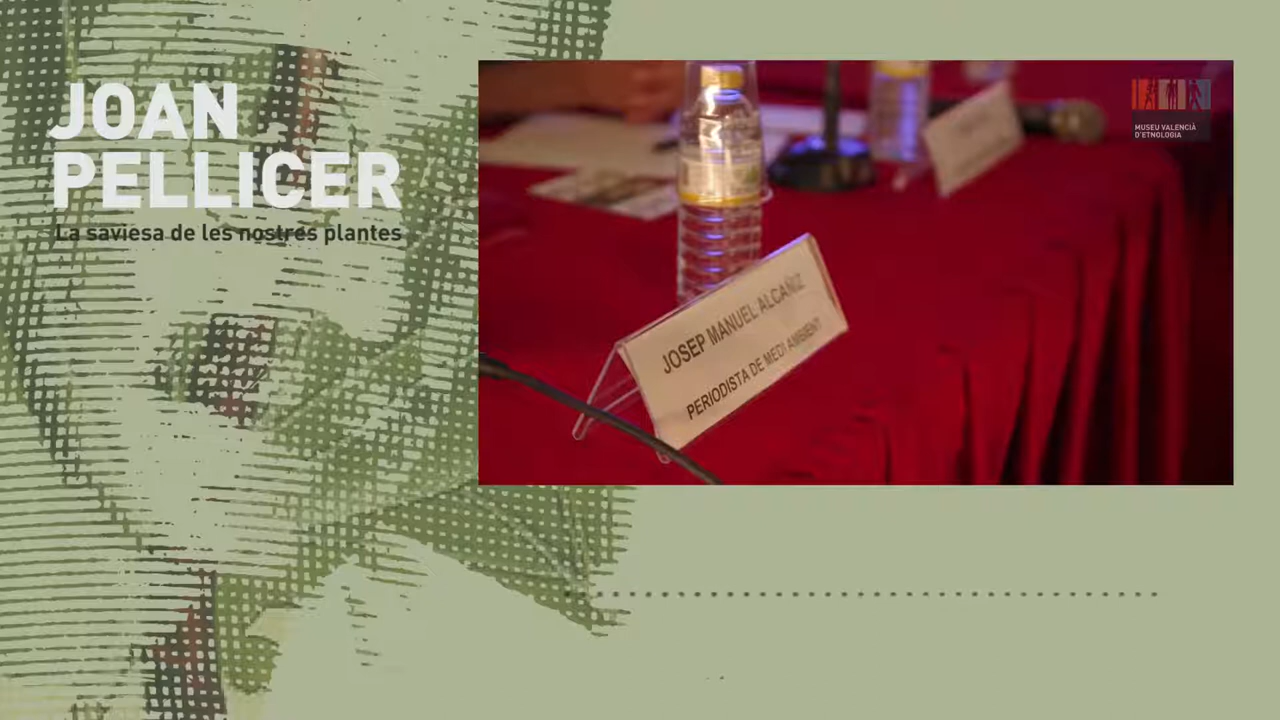 JOAN
PELLICER
La saviesa de les nostres plantes
MUSEU VALENCIÀ
D'ETNOLOGIA
JOSEP MANUEL ALCAÑIZ
PERIODISTA DE MEDI AMBIENT